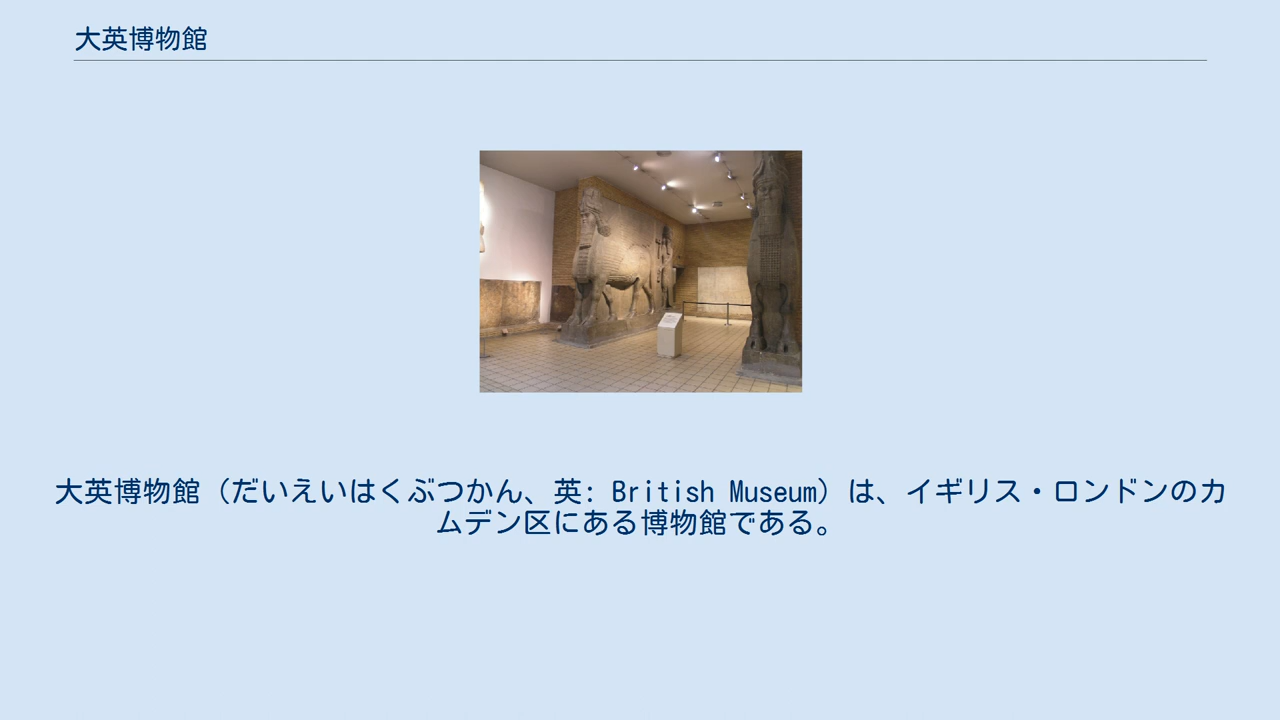 大英博物館
大英博物館（だいえいはくぶつかん、英: British Museum）は、イギリス・ロンドンのカ
ムデン区にある博物館である。